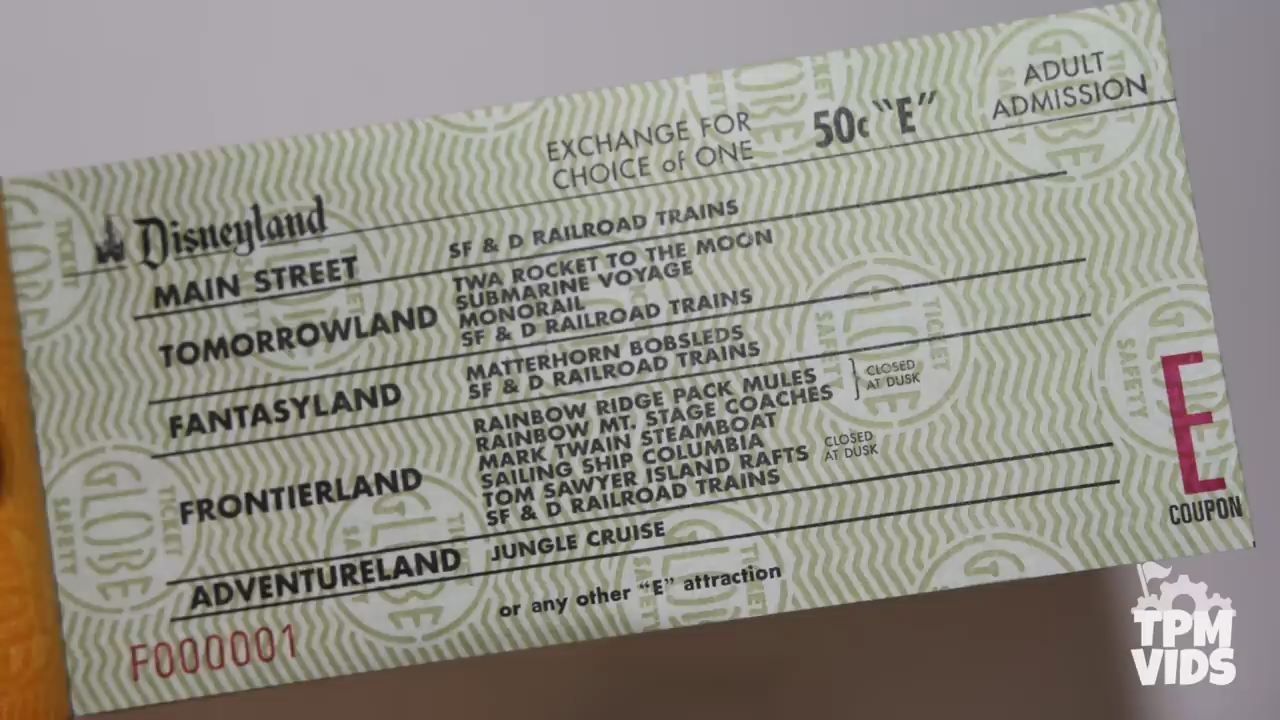 EXCHANGE FOR
CHOICE of ONE
50c "E"
ADULT
ADMISSION
Disneyland
MAIN STREET
SF & D RAILROAD TRAINS
TOMORROWLAND
TWA ROCKET TO THE MOON
SUBMARINE VOYAGE
MONORAIL
SF & D RAILROAD TRAINS
FANTASYLAND
MATTERHORN BOBSLEDS
SF & D RAILROAD TRAINS
FRONTIERLAND
RAINBOW RIDGE PACK MULES
RAINBOW MT. STAGE COACHES
CLOSED
AT DUSK
MARK TWAIN STEAMBOAT
SAILING SHIP COLUMBIA
TOM SAWYER ISLAND RAFTS
CLOSED
AT DUSK
SF & D RAILROAD TRAINS
ADVENTURELAND
JUNGLE CRUISE
or any other "E" attraction
E
COUPON
F000001
GLOBE
SAFETY
TICKET
TPM
VIDS